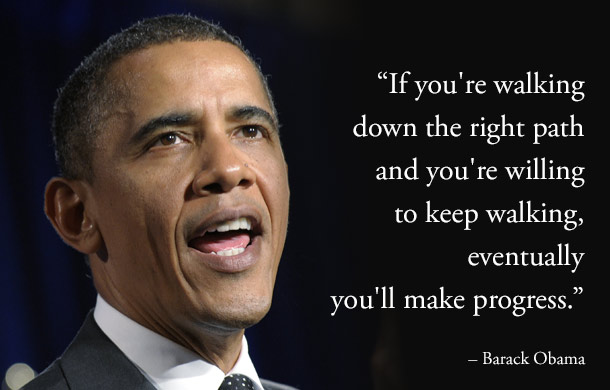 “If you're walking
down the right path
and you're willing
to keep walking,
eventually
you'll make progress.”
– Barack Obama